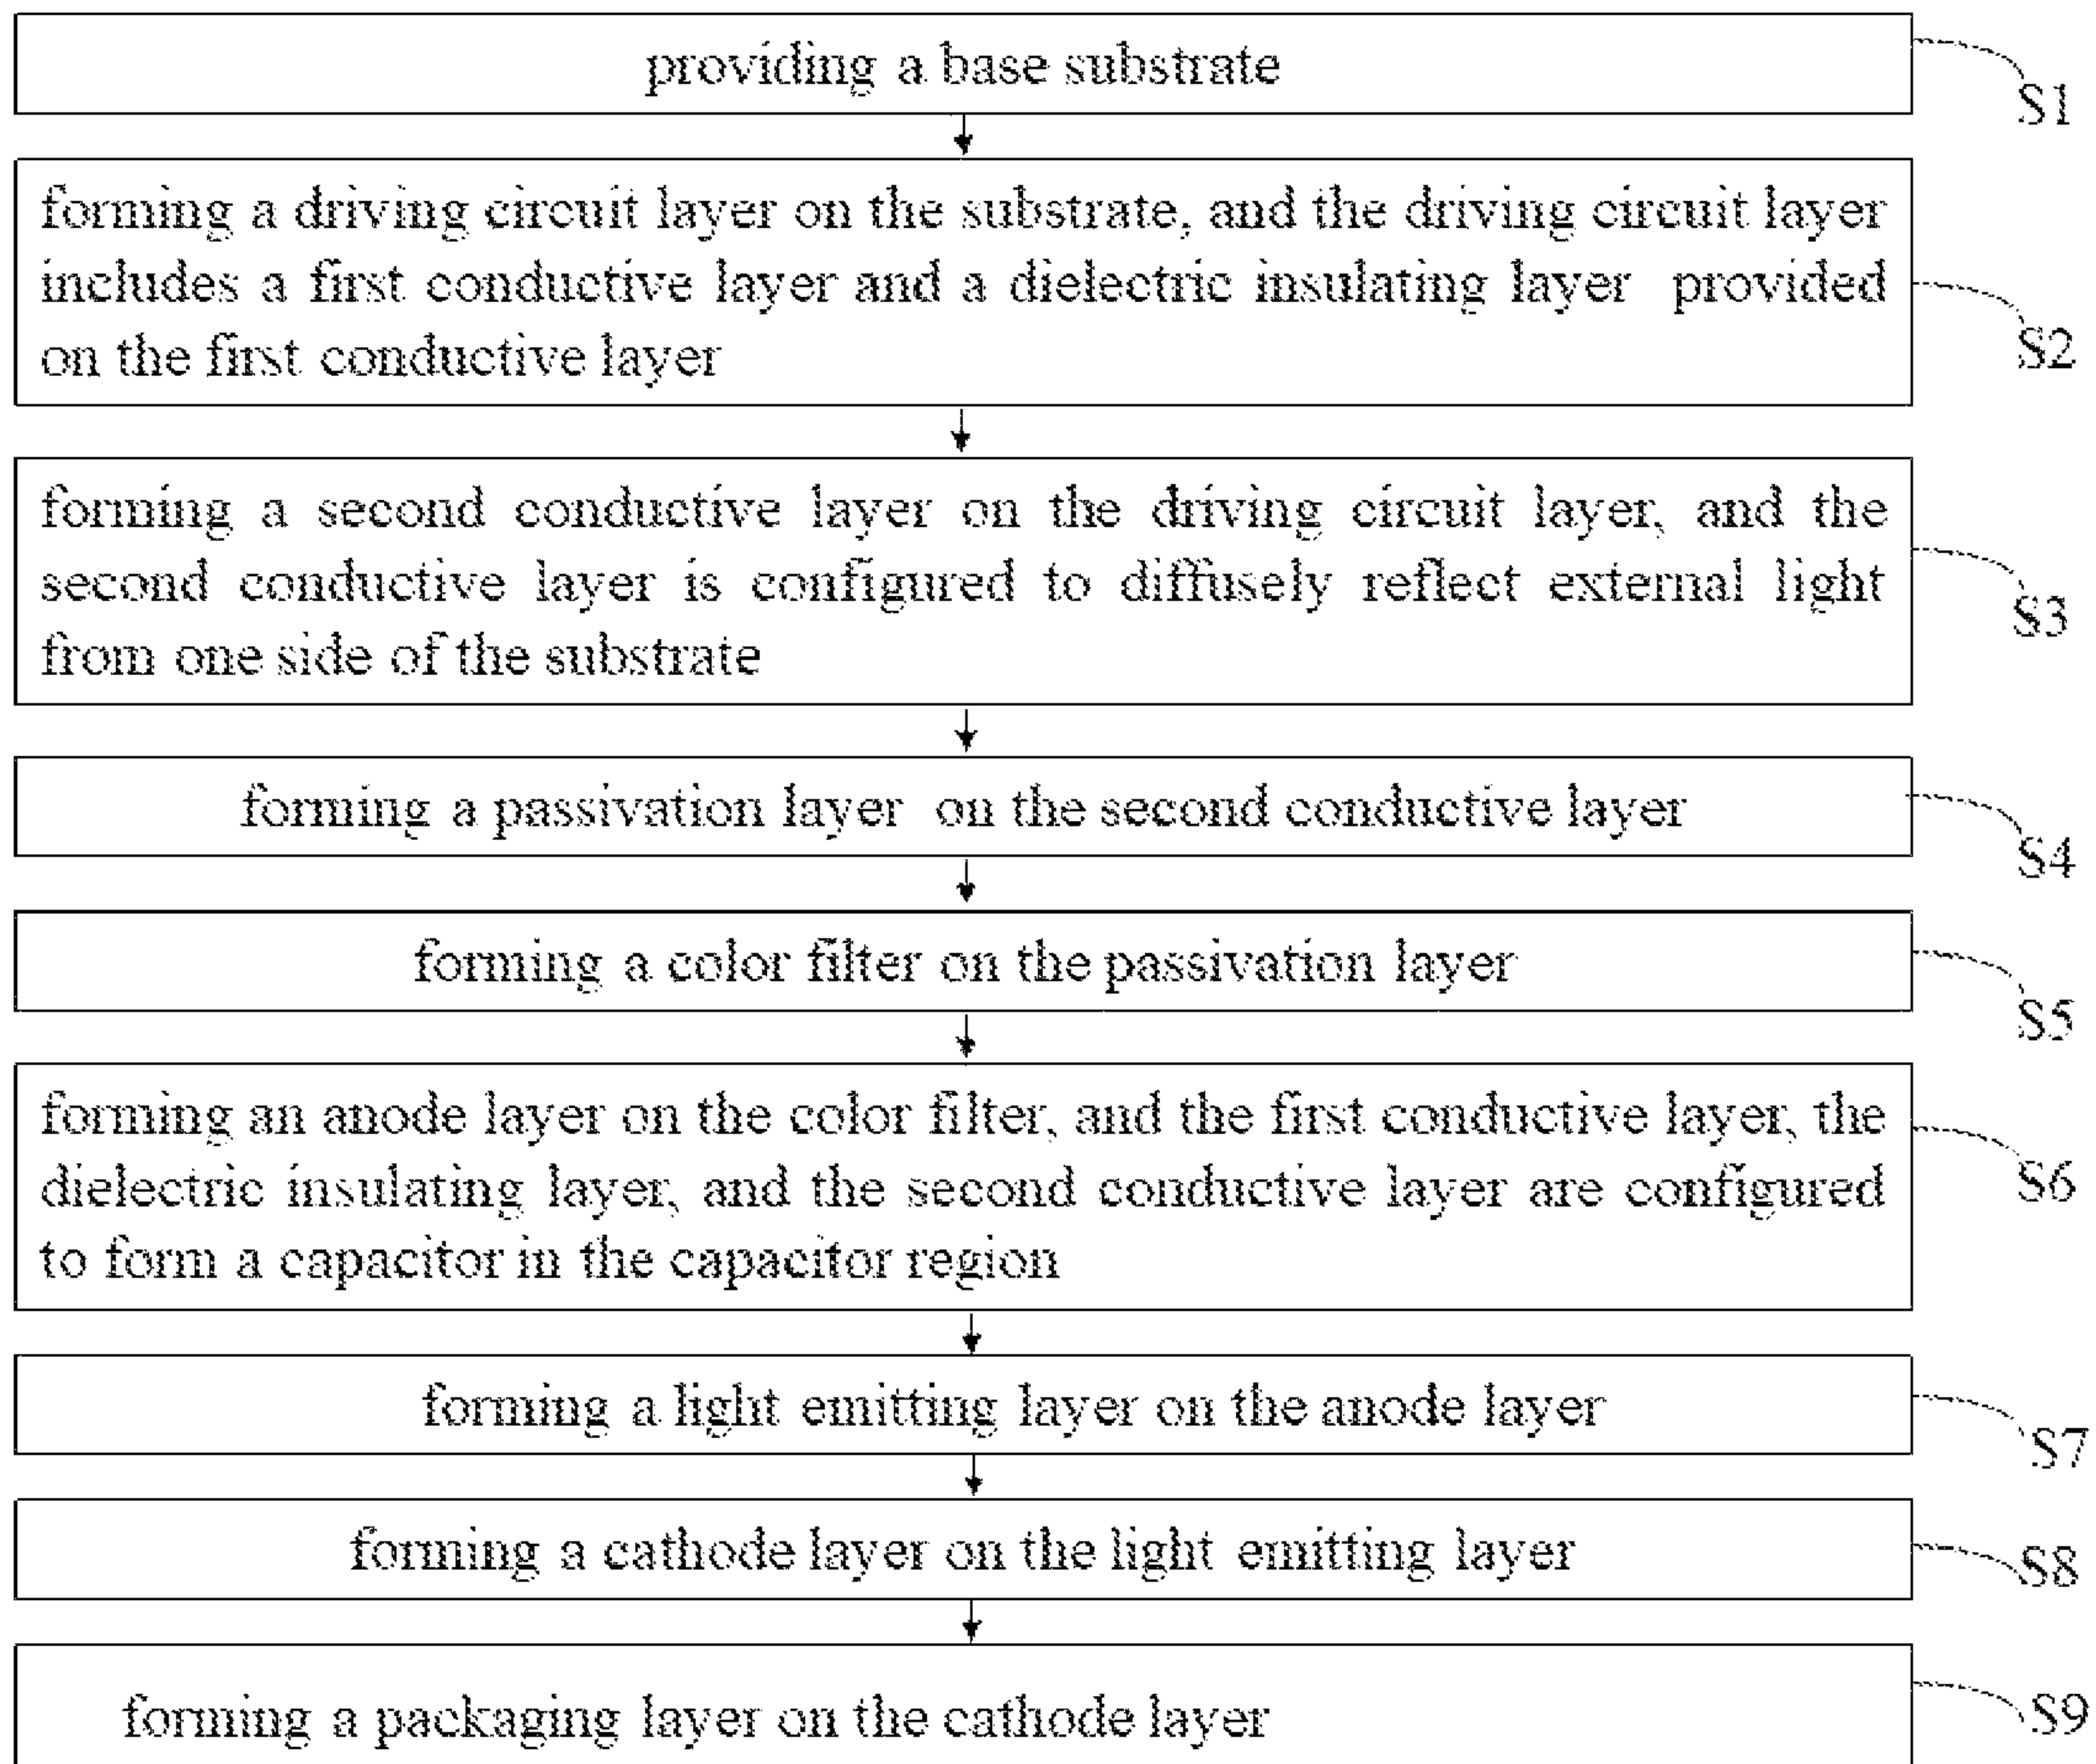 providing a base substrate
S1
forming a driving circuit layer on the substrate, and the driving circuit layer
includes a first conductive layer and a dielectric insulating layer provided
on the first conductive layer
S2
forming a second conductive layer on the driving circuit layer, and the
second conductive layer is configured to diffusely reflect external light
from one side of the substrate
S3
forming a passivation layer on the second conductive layer
S4
forming a color filter on the passivation layer
S5
forming an anode layer on the color filter, and the first conductive layer, the
dielectric insulating layer, and the second conductive layer are configured
to form a capacitor in the capacitor region
S6
forming a light emitting layer on the anode layer
S7
forming a cathode layer on the light emitting layer
S8
forming a packaging layer on the cathode layer
S9